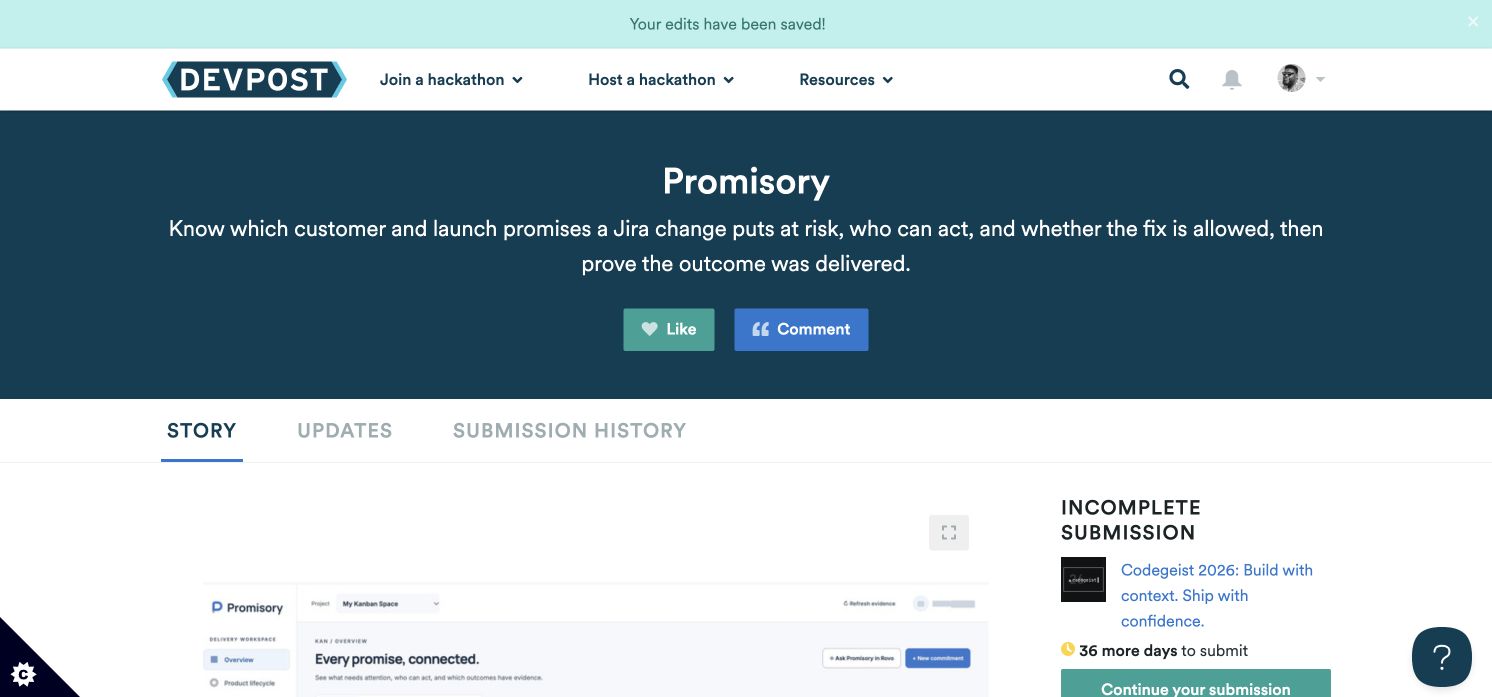 Your edits have been saved!
DEVPOST
Join a hackathon
Host a hackathon
Resources
Promisory
Know which customer and launch promises a Jira change puts at risk, who can act, and whether the fix is allowed, then
prove the outcome was delivered.
Like
Comment
STORY
UPDATES
SUBMISSION HISTORY
INCOMPLETE
SUBMISSION
Codegeist 2026: Build with
context. Ship with
confidence.
36 more days to submit
Continue your submission
Promisory
Project
My Kanban Space
Refresh evidence
DELIVERY WORKSPACE
Overview
Product lifecycle
KAN / OVERVIEW
Every promise, connected.
See what needs attention, who can act, and which outcomes have evidence.
+ Ask Promisory in Rovo
+ New commitment
?